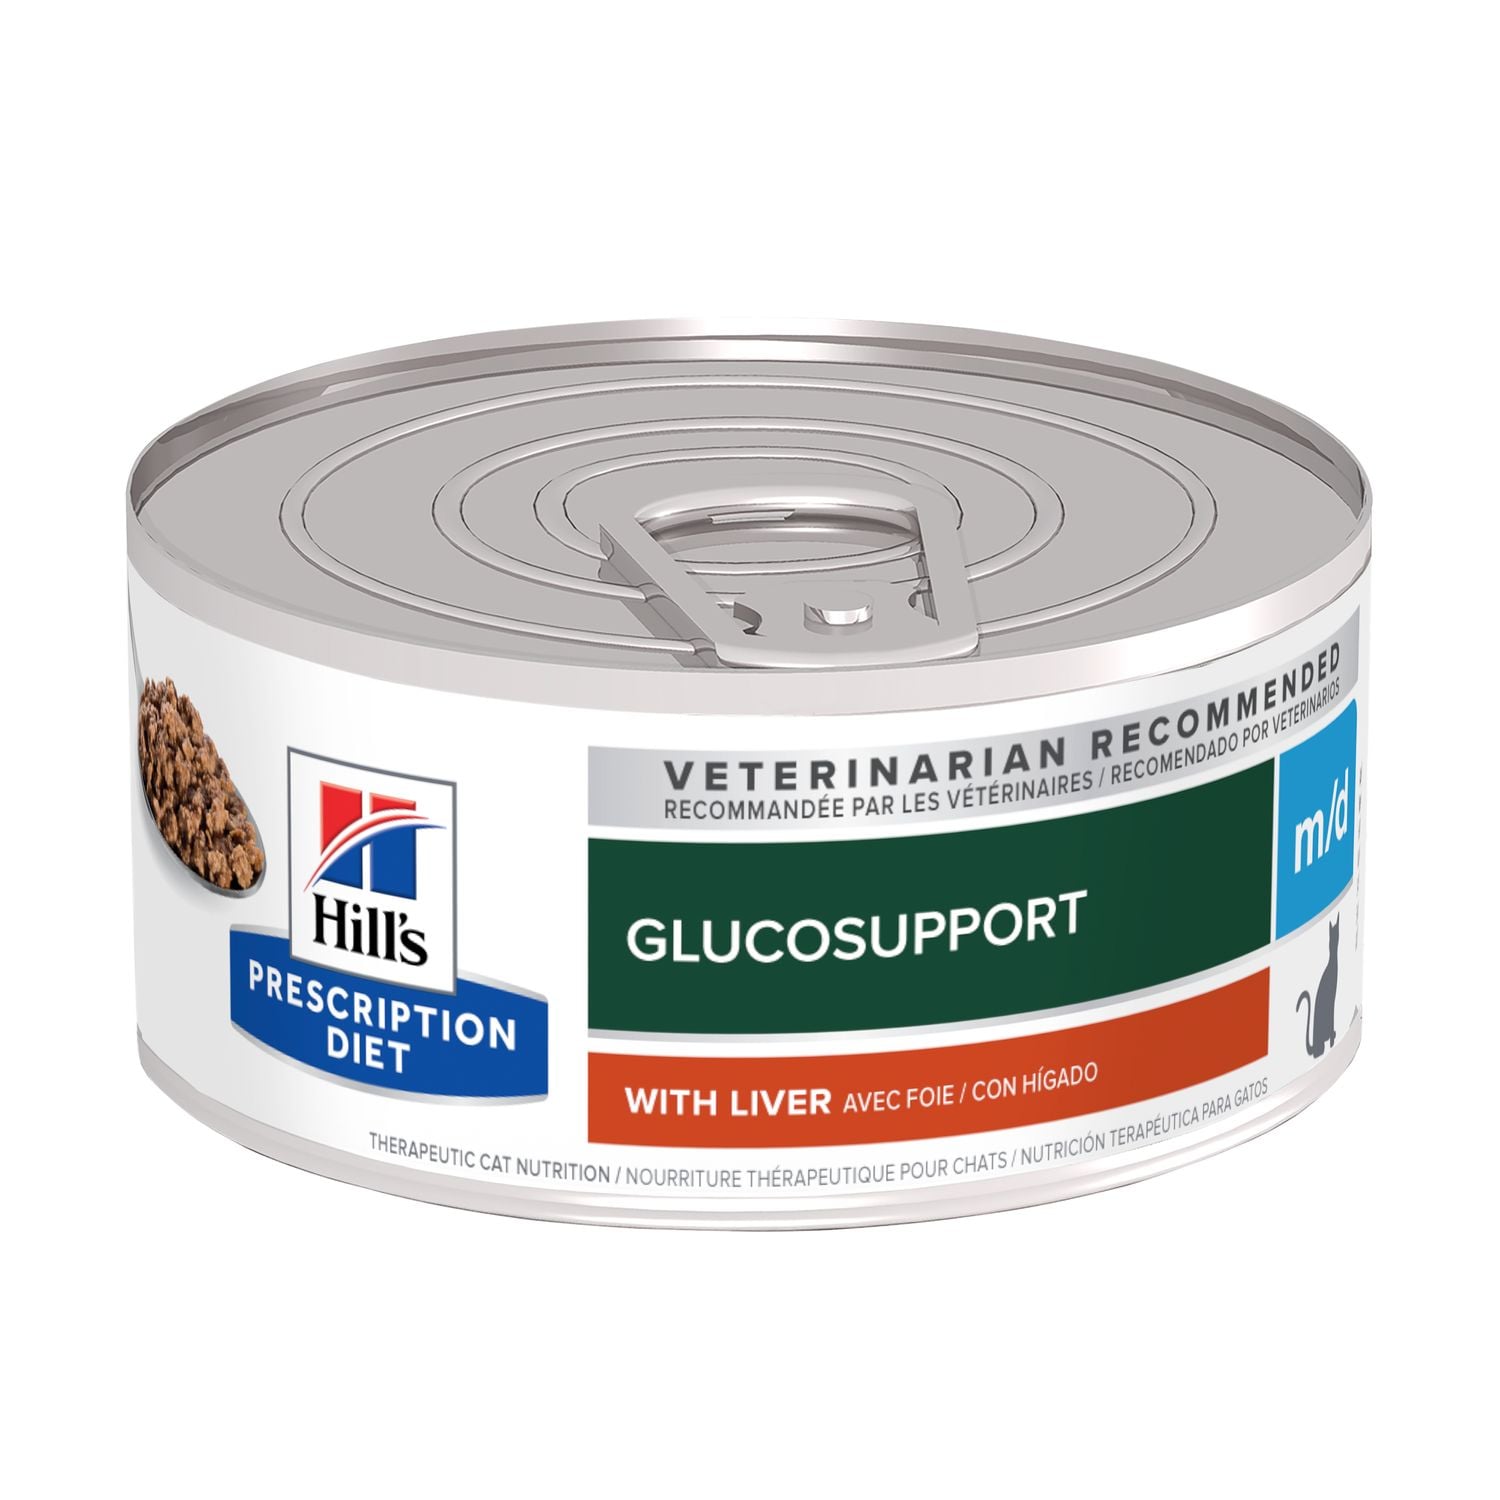 Hill's
PRESCRIPTION
DIET
VETERINARIAN RECOMMENDED
RECOMMANDÉE PAR LES VÉTÉRINAIRES / RECOMENDADO POR VETERINARIOS
GLUCOSUPPORT
m/d
WITH LIVER AVEC FOIE / CON HÍGADO
THERAPEUTIC CAT NUTRITION / NOURRITURE THÉRAPEUTIQUE POUR CHATS / NUTRICIÓN TERAPÉUTICA PARA GATOS